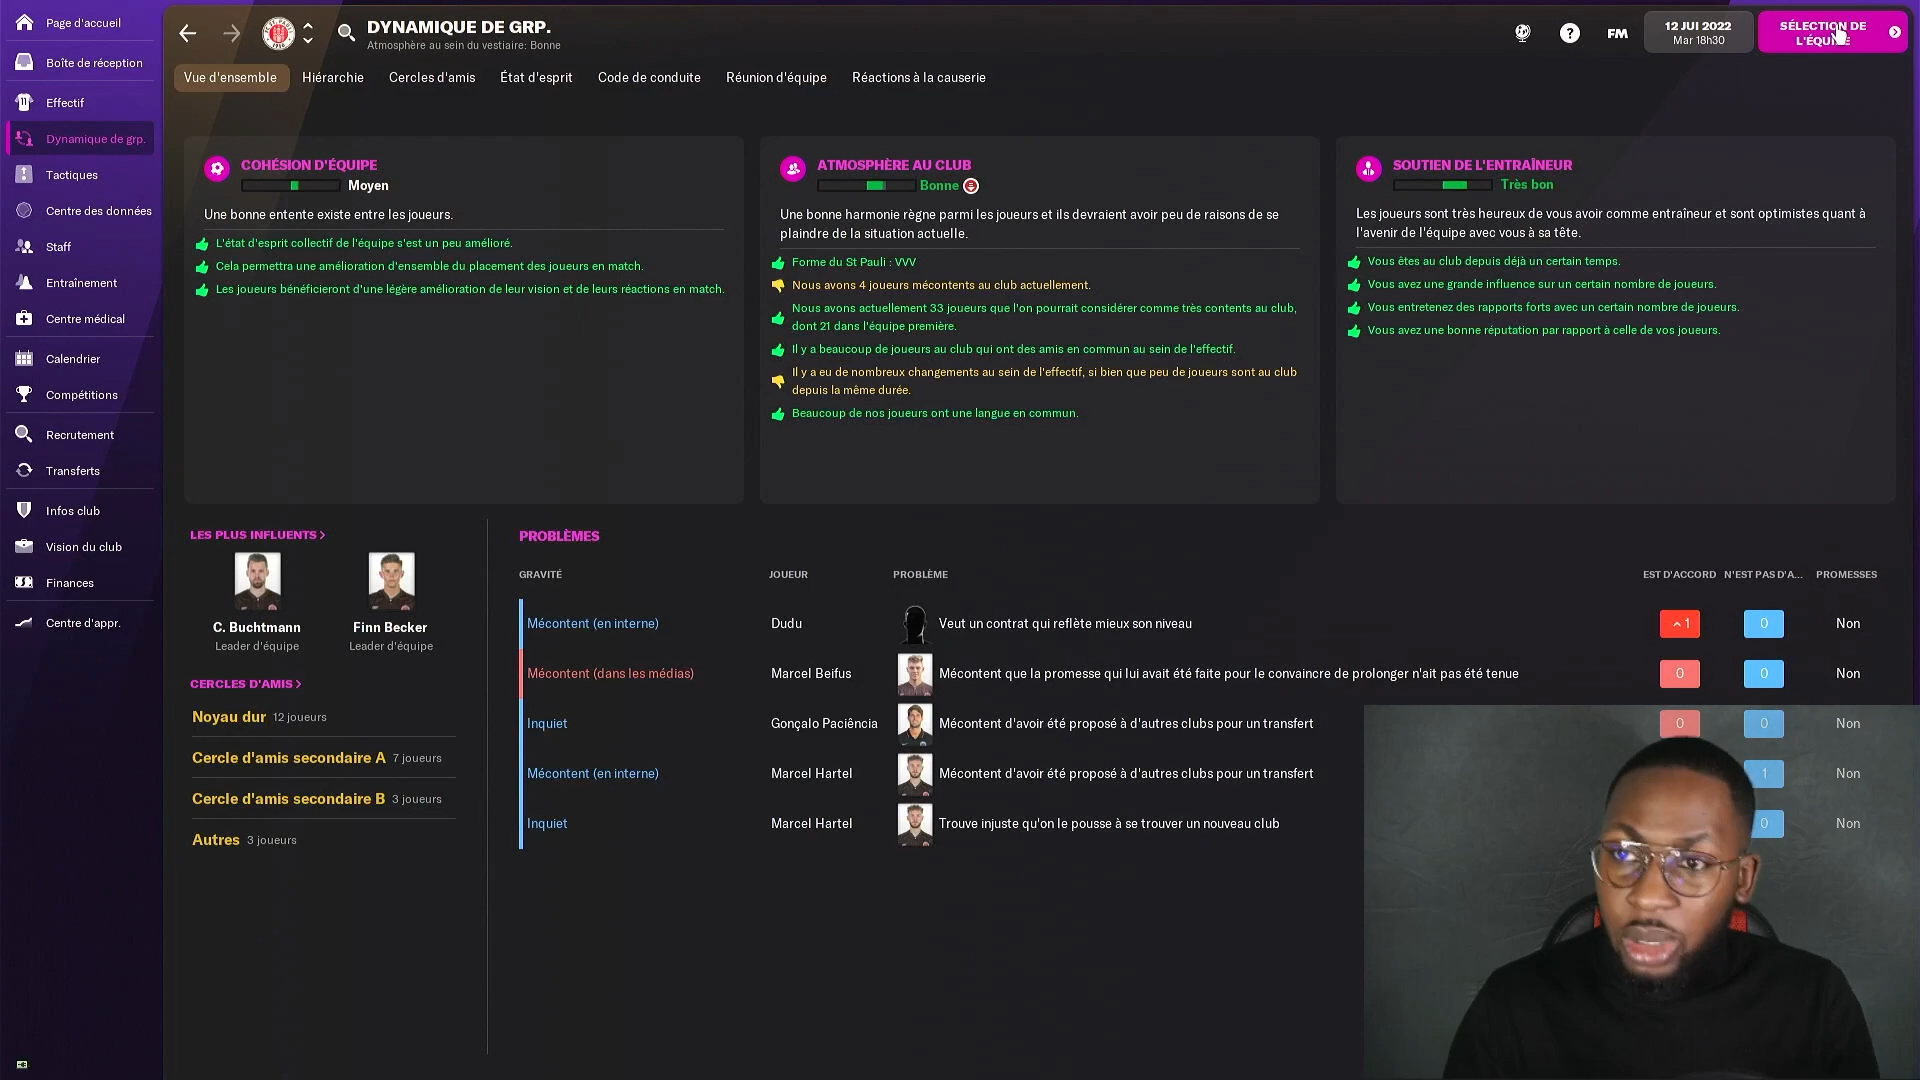 Page d'accueil
Boîte de réception
Effectif
Dynamique de grp.
Tactiques
Centre des données
Staff
Entraînement
Centre médical
Calendrier
Compétitions
Recrutement
Transferts
Infos club
Vision du club
Finances
Centre d'appr.
DYNAMIQUE DE GRP.
Atmosphère au sein du vestiaire: Bonne
FM
12 JUI 2022
Mar 18h30
SÉLECTION DE
L'ÉQUIPE
Vue d'ensemble
Hiérarchie
Cercles d'amis
État d'esprit
Code de conduite
Réunion d'équipe
Réactions à la causerie
COHÉSION D'ÉQUIPE
Moyen
Une bonne entente existe entre les joueurs.
L'état d'esprit collectif de l'équipe s'est un peu amélioré.
Cela permettra une amélioration d'ensemble du placement des joueurs en match.
Les joueurs bénéficieront d'une légère amélioration de leur vision et de leurs réactions en match.
ATMOSPHÈRE AU CLUB
Bonne
Une bonne harmonie règne parmi les joueurs et ils devraient avoir peu de raisons de se
plaindre de la situation actuelle.
Forme du St Pauli : VVV
Nous avons 4 joueurs mécontents au club actuellement.
Nous avons actuellement 33 joueurs que l'on pourrait considérer comme très contents au club,
dont 21 dans l'équipe première.
Il y a beaucoup de joueurs au club qui ont des amis en commun au sein de l'effectif.
Il y a eu de nombreux changements au sein de l'effectif, si bien que peu de joueurs sont au club
depuis la même durée.
Beaucoup de nos joueurs ont une langue en commun.
SOUTIEN DE L'ENTRAÎNEUR
Très bon
Les joueurs sont très heureux de vous avoir comme entraîneur et sont optimistes quant à
l'avenir de l'équipe avec vous à sa tête.
Vous êtes au club depuis déjà un certain temps.
Vous avez une grande influence sur un certain nombre de joueurs.
Vous entretenez des rapports forts avec un certain nombre de joueurs.
Vous avez une bonne réputation par rapport à celle de vos joueurs.
LES PLUS INFLUENTS >
C. Buchtmann
Leader d'équipe
Finn Becker
Leader d'équipe
CERCLES D'AMIS >
Noyau dur 12 joueurs
Cercle d'amis secondaire A 7 joueurs
Cercle d'amis secondaire B 3 joueurs
Autres 3 joueurs
PROBLÈMES
GRAVITÉ JOUEUR PROBLÈME EST D'ACCORD N'EST PAS D'A... PROMESSES
Mécontent (en interne) Dudu Veut un contrat qui reflète mieux son niveau 1 0 Non
Mécontent (dans les médias) Marcel Beifus Mécontent que la promesse qui lui avait été faite pour le convaincre de prolonger n'ait pas été tenue 0 0 Non
Inquiet Gonçalo Paciência Mécontent d'avoir été proposé à d'autres clubs pour un transfert 0 0 Non
Mécontent (en interne) Marcel Hartel Mécontent d'avoir été proposé à d'autres clubs pour un transfert 1 Non
Inquiet Marcel Hartel Trouve injuste qu'on le pousse à se trouver un nouveau club 0 Non